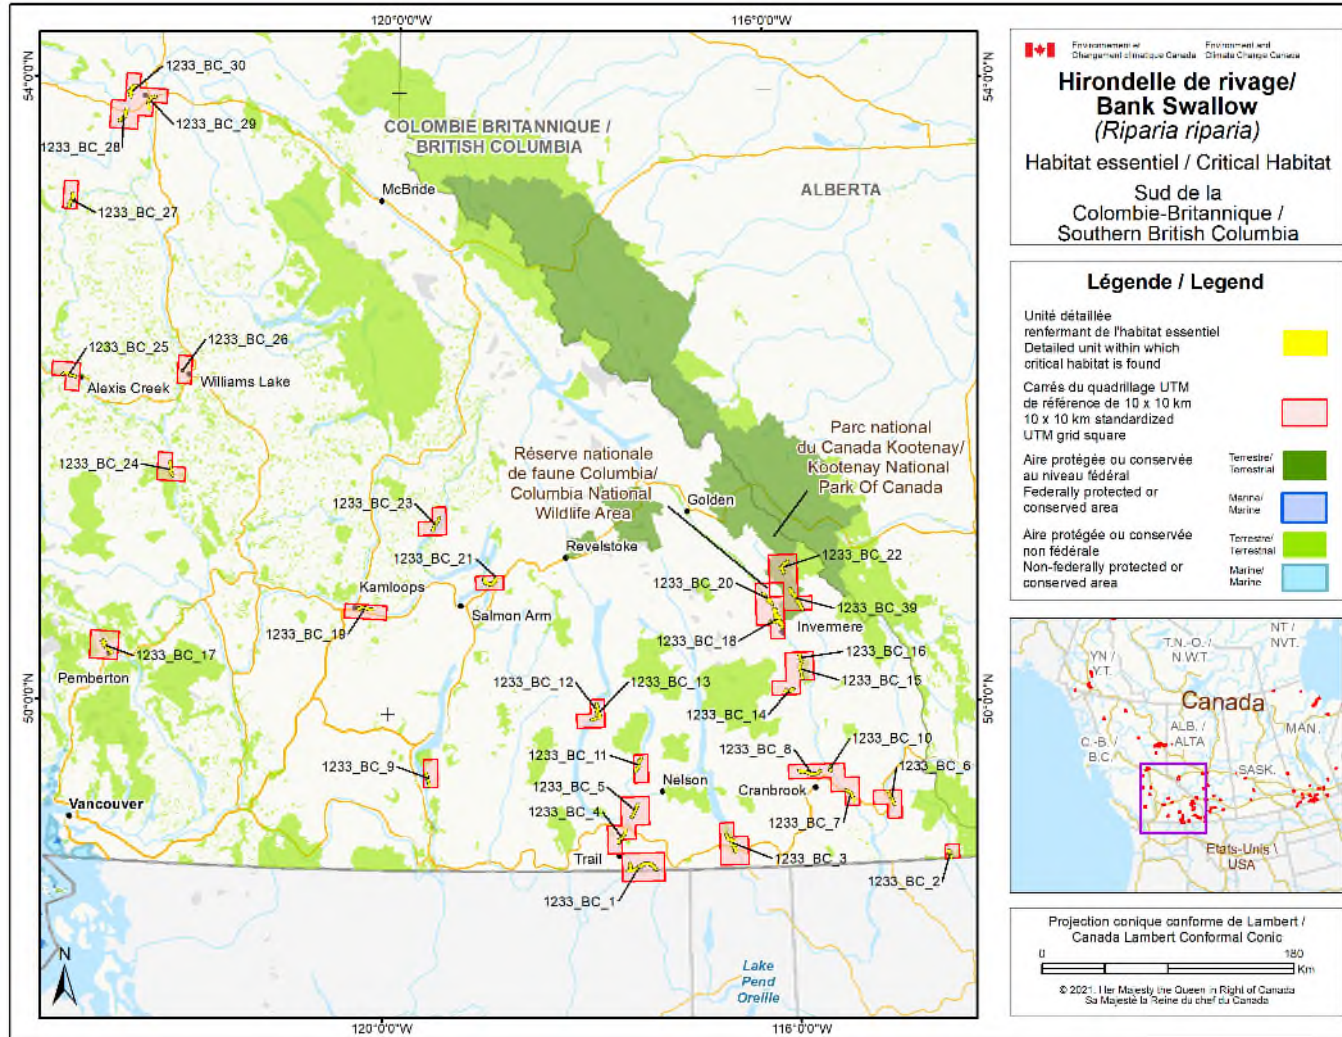 120°0'0"W
116°0'0"W
54°0'0"N
54°0'0"N
1233_BC_30
1233_BC_29
1233_BC_28
1233_BC_27
COLOMBIE BRITANNIQUE /
BRITISH COLUMBIA
McBride
ALBERTA
1233_BC_25
1233_BC_26
Alexis Creek
Williams Lake
1233_BC_24
1233_BC_23
Réserve nationale
de faune Columbia/
Columbia National
Wildlife Area
Parc national
du Canada Kootenay/
Kootenay National
Park Of Canada
Golden
Revelstoke
1233_BC_21
1233_BC_22
Kamloops
1233_BC_20
1233_BC_39
Salmon Arm
1233_BC_19
1233_BC_18
Invermere
1233_BC_17
Pemberton
1233_BC_16
1233_BC_15
1233_BC_12
1233_BC_13
1233_BC_14
50°0'0"N
50°0'0"N
1233_BC_11
1233_BC_8
1233_BC_10
1233_BC_9
1233_BC_6
Nelson
Cranbrook
1233_BC_5
1233_BC_4
1233_BC_7
Vancouver
Trail
1233_BC_3
1233_BC_2
1233_BC_1
N
Lake
Pend
Oreille
120°0'0"W
116°0'0"W
Environnement et
Changement climatique Canada
Environment and
Climate Change Canada
Hirondelle de rivage/
Bank Swallow
(Riparia riparia)
Habitat essentiel / Critical Habitat
Sud de la
Colombie-Britannique /
Southern British Columbia
Légende / Legend
Unité détaillée
renfermant de l'habitat essentiel
Detailed unit within which
critical habitat is found
Carrés du quadrillage UTM
de référence de 10 x 10 km
10 x 10 km standardized
UTM grid square
Aire protégée ou conservée
au niveau fédéral
Federally protected or
conserved area
Terrestre/
Terrestrial
Marine/
Marine
Aire protégée ou conservée
non fédérale
Non-federally protected or
conserved area
Terrestre/
Terrestrial
Marine/
Marine
YN /
Y.T.
T.N.-O. /
N.W.T.
NT /
NVT.
Canada
C.-B. /
B.C.
ALB. /
ALTA
SASK.
MAN.
Etats-Unis \
USA
Projection conique conforme de Lambert /
Canada Lambert Conformal Conic
0
180
Km
© 2021. Her Majesty the Queen in Right of Canada
Sa Majesté la Reine du chef du Canada